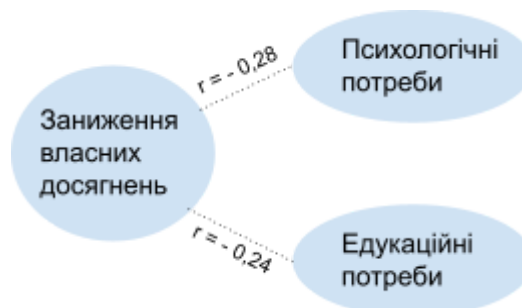 Заниження
власних
досягнень
r = - 0,28
Психологічні
потреби
r = - 0,24
Едукаційні
потреби